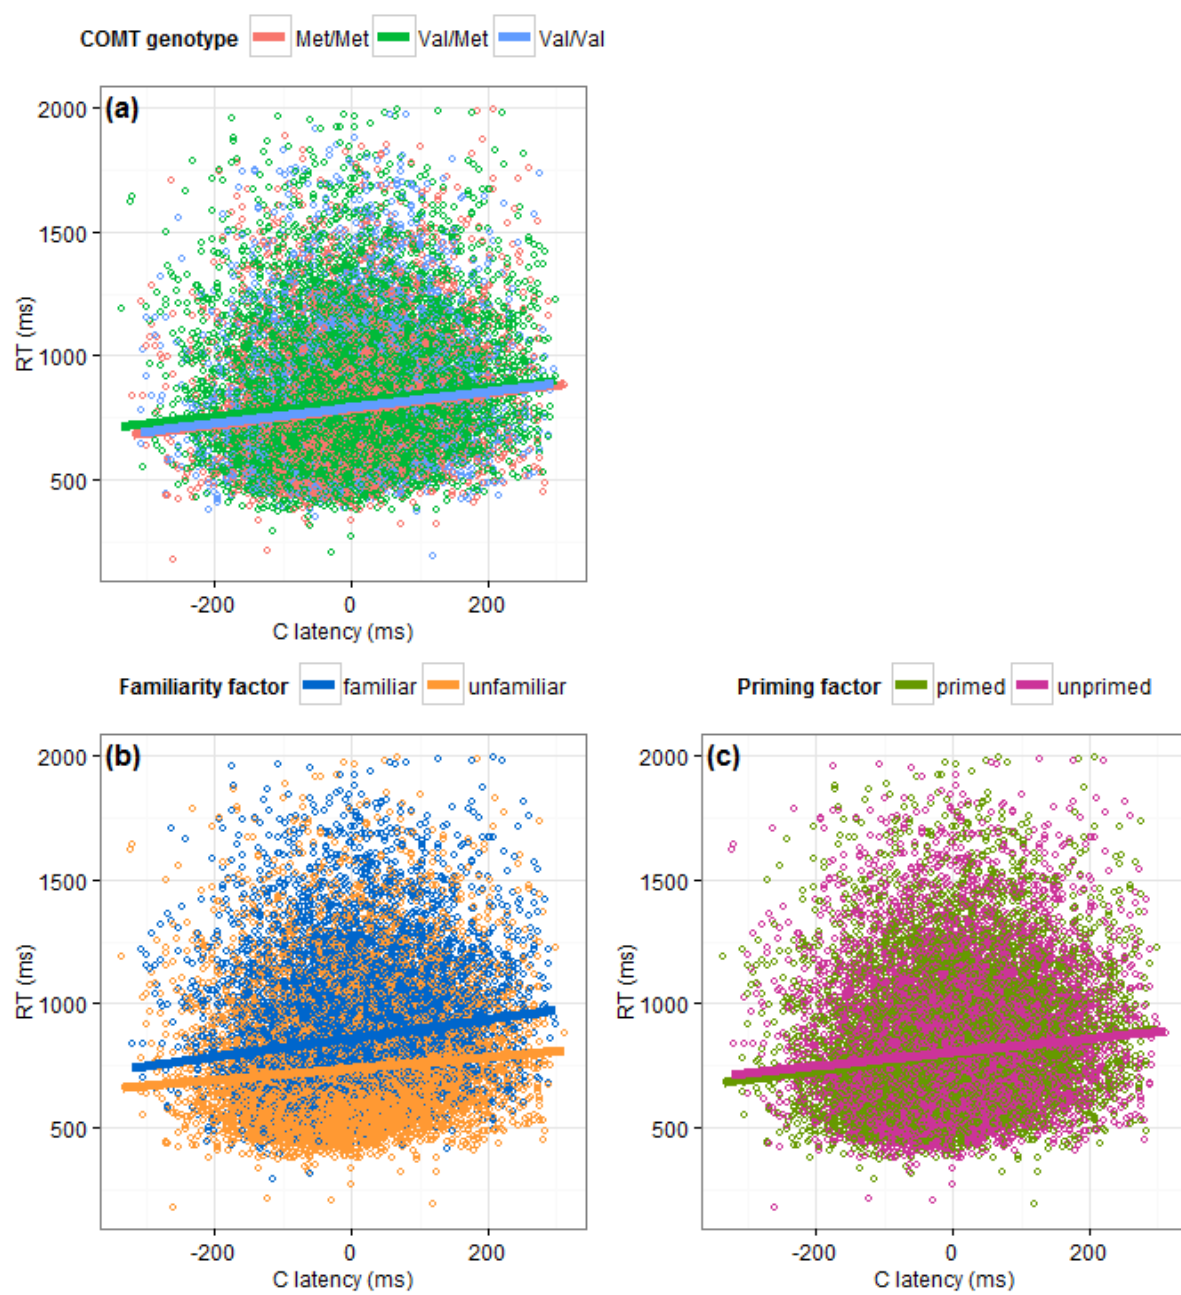 COMT genotype Met/Met Val/Met Val/Val
(a)
2000
1500
1000
500
RT (ms)
-200 0 200
C latency (ms)
Familiarity factor familiar unfamiliar
(b)
2000
1500
1000
500
RT (ms)
-200 0 200
C latency (ms)
Priming factor primed unprimed
(c)
2000
1500
1000
500
RT (ms)
-200 0 200
C latency (ms)